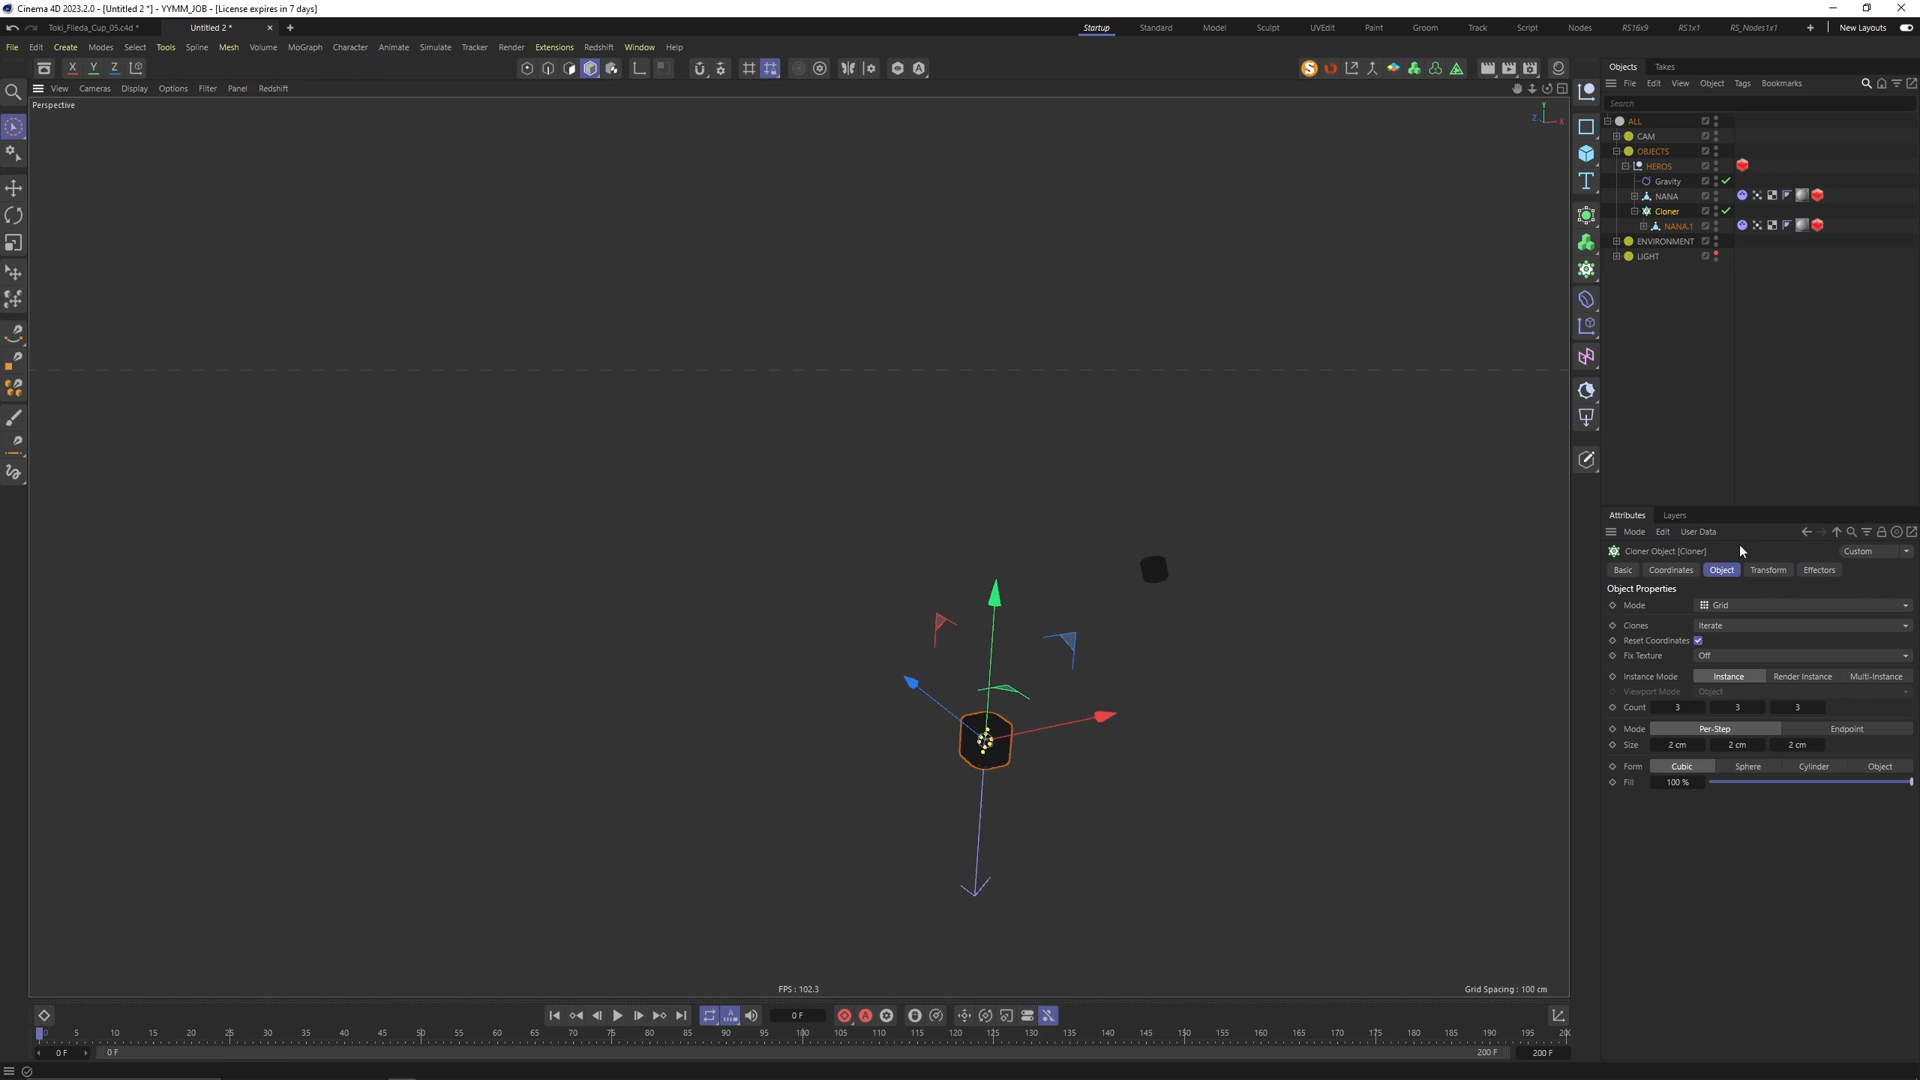 Cinema 4D 2023.2.0 - [Untitled 2 *] - YYMM_JOB - [License expires in 7 days]
Toki_Flieda_Cup_05.c4d *
Untitled 2 *
Startup Standard Model Sculpt UVEdit Paint Groom Track Script Nodes RS16x9 RS1x1 RS_Nodes1x1 New Layouts
File Edit Create Modes Select Tools Spline Mesh Volume MoGraph Character Animate Simulate Tracker Render Extensions Redshift Window Help
X Y Z
Objects Takes
View Cameras Display Options Filter Panel Redshift
File Edit View Object Tags Bookmarks
Perspective
Search
Y
Z X
ALL
CAM
OBJECTS
HEROS
Gravity
NANA
Cloner
NANA.1
ENVIRONMENT
LIGHT
Attributes Layers
Mode Edit User Data
Cloner Object [Cloner] Custom
Basic Coordinates Object Transform Effectors
Object Properties
Mode Grid
Clones Iterate
Reset Coordinates
Fix Texture Off
Instance Mode Instance Render Instance Multi-Instance
Viewport Mode Object
Count 3 3 3
Mode Per-Step Endpoint
Size 2 cm 2 cm 2 cm
Form Cubic Sphere Cylinder Object
Fill 100 %
FPS : 102.3
Grid Spacing : 100 cm
0 F
0 5 10 15 20 25 30 35 40 45 50 55 60 65 70 75 80 85 90 95 100 105 110 115 120 125 130 135 140 145 150 155 160 165 170 175 180 185 190 195 20
0 F 0 F 200 F 200 F